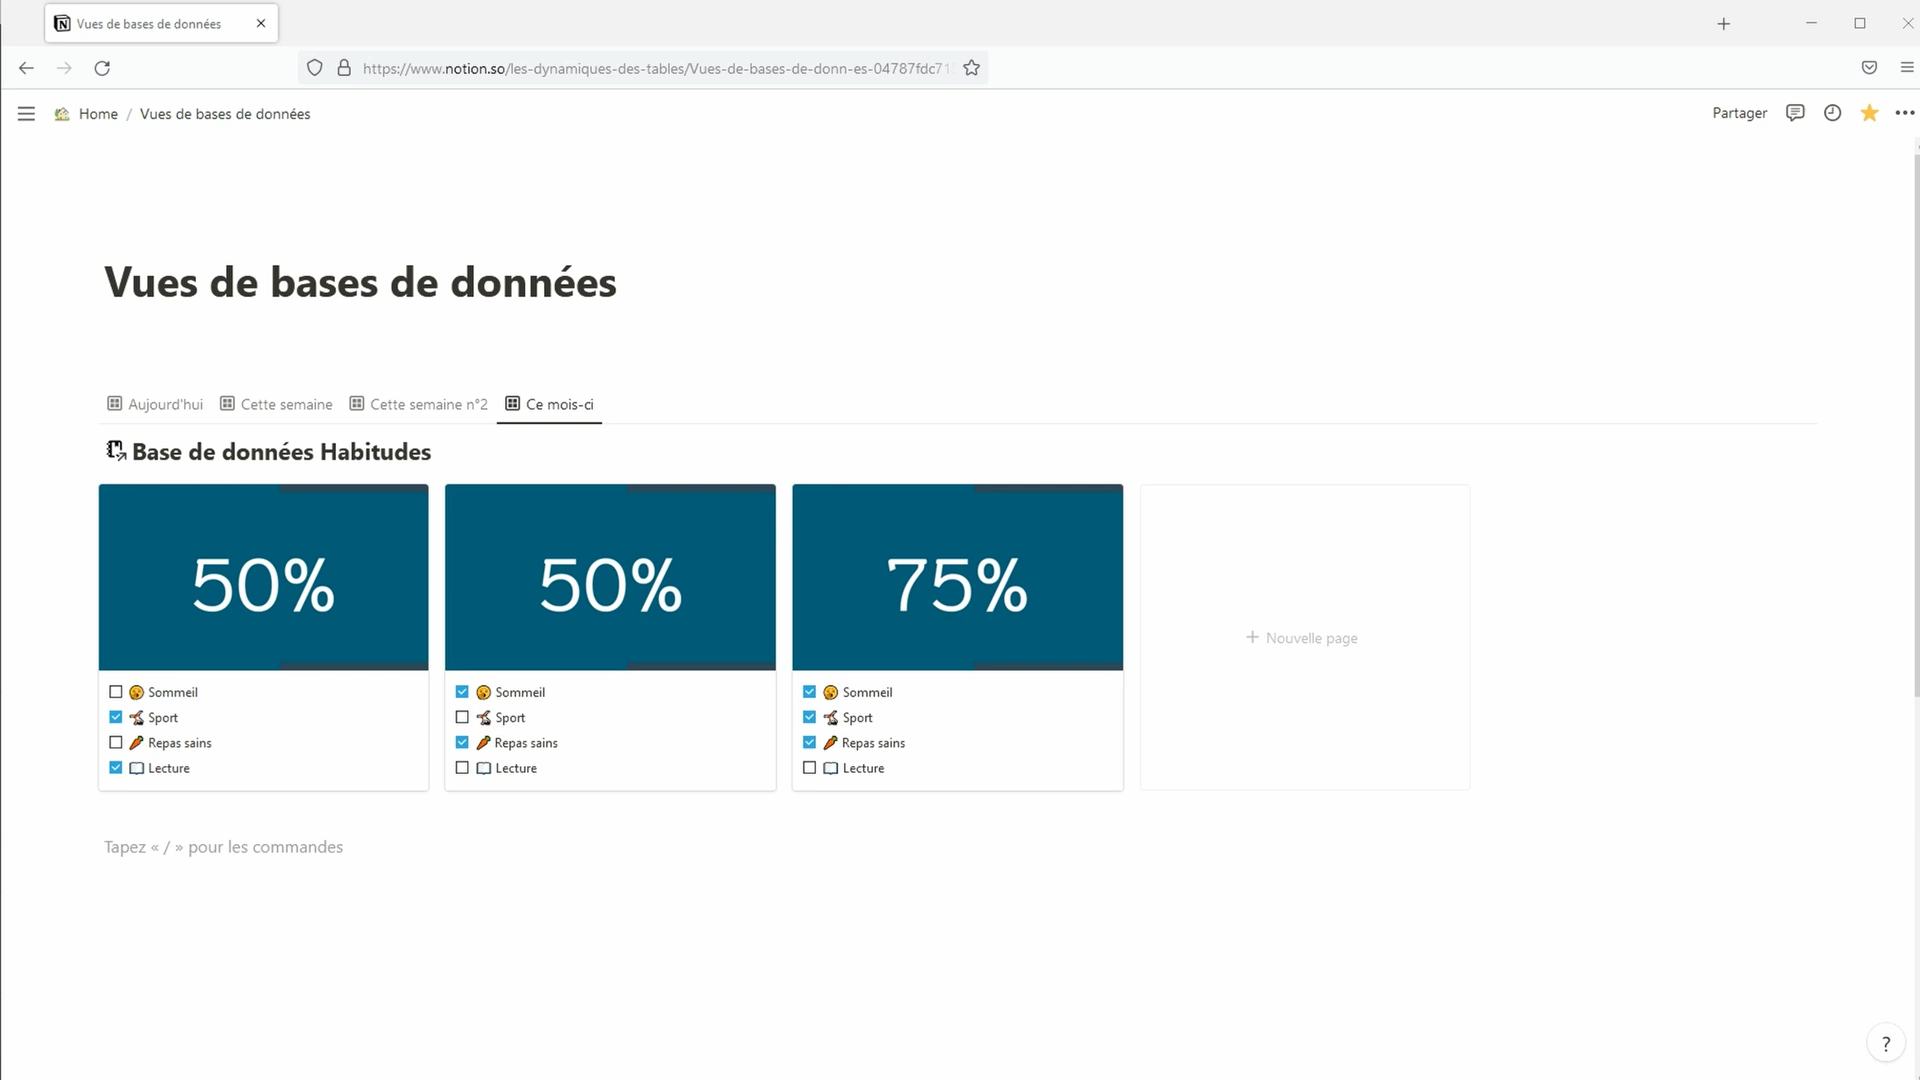 Vues de bases de données
https://www.notion.so/les-dynamiques-des-tables/Vues-de-bases-de-donn-es-04787fdc71
Home / Vues de bases de données
Partager
Vues de bases de données
Aujourd'hui Cette semaine Cette semaine n°2 Ce mois-ci
Base de données Habitudes
50% 50% 75%
+ Nouvelle page
Sommeil Sommeil Sommeil
Sport Sport Sport
Repas sains Repas sains Repas sains
Lecture Lecture Lecture
Tapez « / » pour les commandes
?